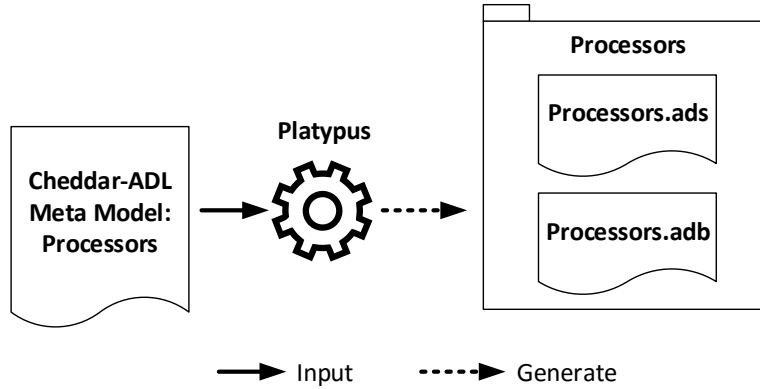 Processors
Processors.ads
Platypus
Cheddar-ADL
Meta Model:
Processors
Processors.adb
Input
Generate